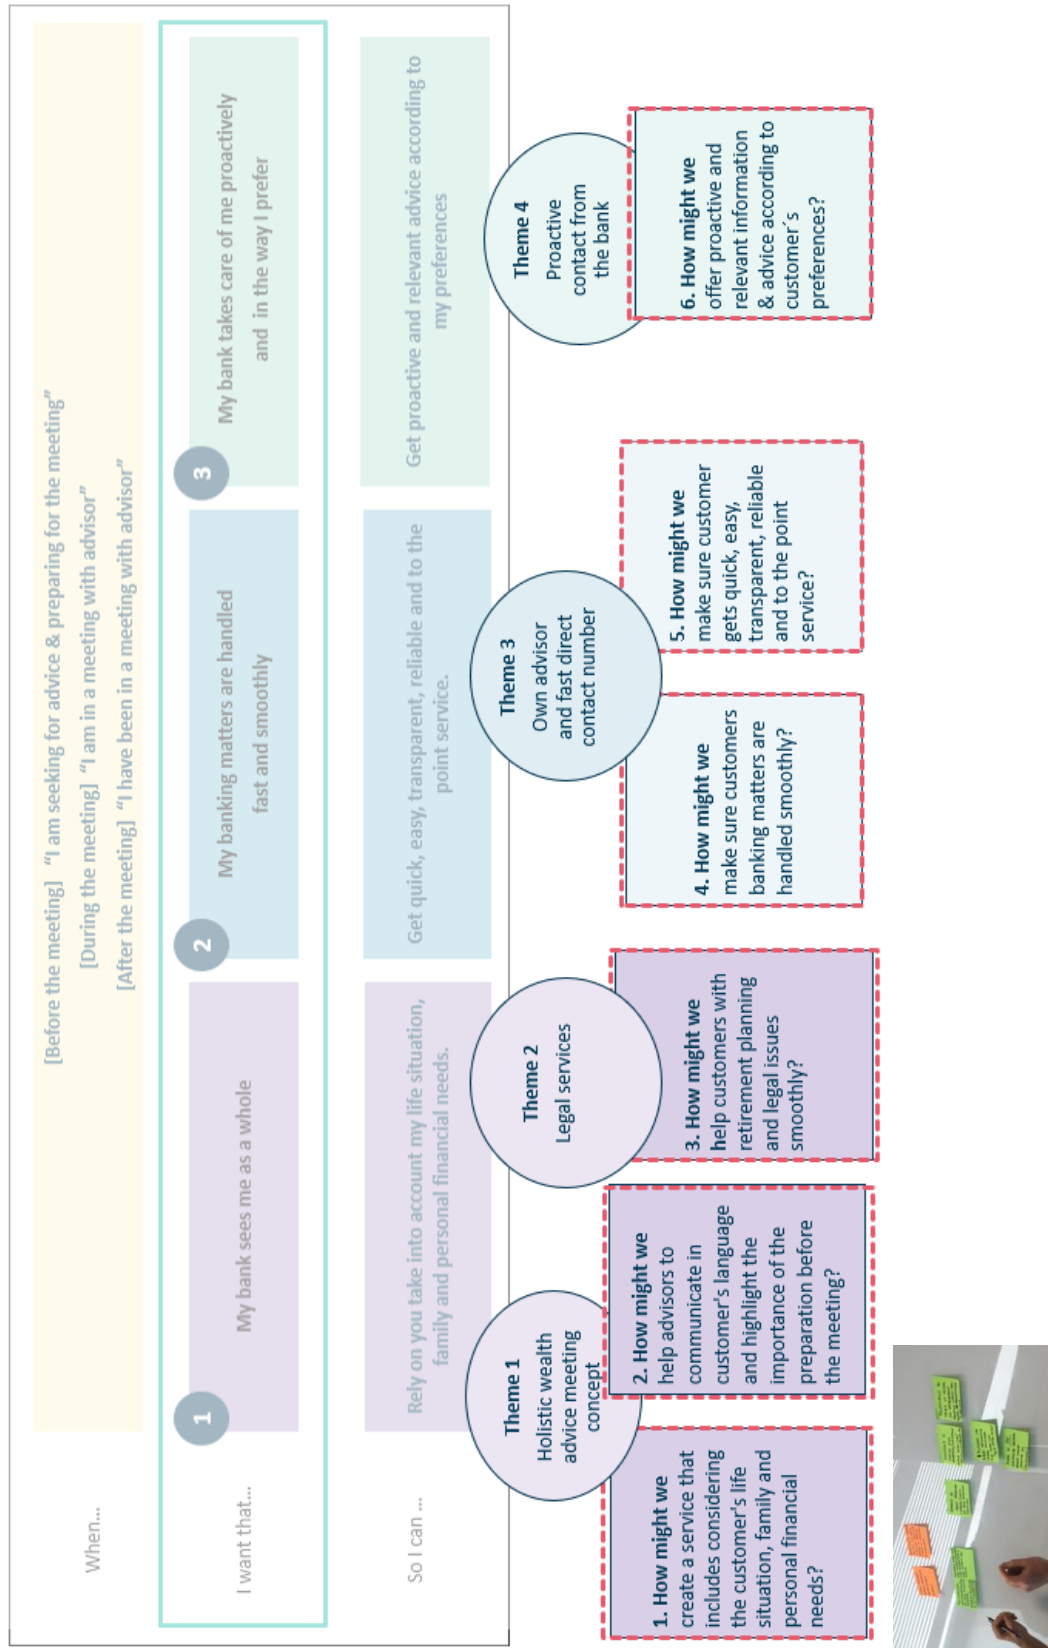 When...
[Before the meeting] “I am seeking for advice & preparing for the meeting”
[During the meeting] “I am in a meeting with advisor”
[After the meeting] “I have been in a meeting with advisor”
I want that...
1
My bank sees me as a whole
2
My banking matters are handled
fast and smoothly
3
My bank takes care of me proactively
and in the way I prefer
So I can ...
Rely on you take into account my life situation,
family and personal financial needs.
Get quick, easy, transparent, reliable and to the
point service.
Get proactive and relevant advice according to
my preferences
Theme 1
Holistic wealth
advice meeting
concept
Theme 2
Legal services
Theme 3
Own advisor
and fast direct
contact number
Theme 4
Proactive
contact from
the bank
1. How might we
create a service that
includes considering
the customer’s life
situation, family and
personal financial
needs?
2. How might we
help advisors to
communicate in
customer’s language
and highlight the
importance of the
preparation before
the meeting?
3. How might we
help customers with
retirement planning
and legal issues
smoothly?
4. How might we
make sure customers
banking matters are
handled smoothly?
5. How might we
make sure customer
gets quick, easy,
transparent, reliable
and to the point
service?
6. How might we
offer proactive and
relevant information
& advice according to
customer´s
preferences?